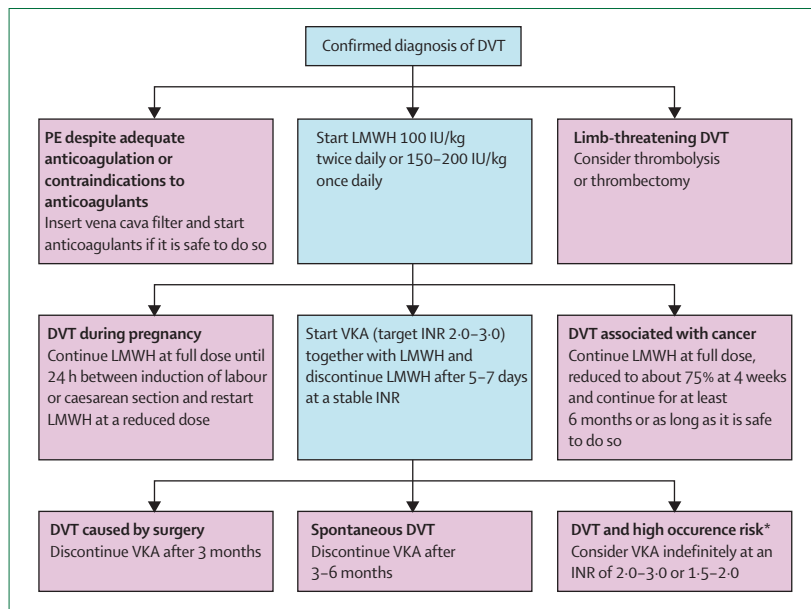 Confirmed diagnosis of DVT
PE despite adequate
anticoagulation or
contraindications to
anticoagulants
Insert vena cava filter and start
anticoagulants if it is safe to do so
Start LMWH 100 IU/kg
twice daily or 150–200 IU/kg
once daily
Limb-threatening DVT
Consider thrombolysis
or thrombectomy
DVT during pregnancy
Continue LMWH at full dose until
24 h between induction of labour
or caesarean section and restart
LMWH at a reduced dose
Start VKA (target INR 2·0–3·0)
together with LMWH and
discontinue LMWH after 5–7 days
at a stable INR
DVT associated with cancer
Continue LMWH at full dose,
reduced to about 75% at 4 weeks
and continue for at least
6 months or as long as it is safe
to do so
DVT caused by surgery
Discontinue VKA after 3 months
Spontaneous DVT
Discontinue VKA after
3–6 months
DVT and high occurence risk*
Consider VKA indefinitely at an
INR of 2·0–3·0 or 1·5–2·0